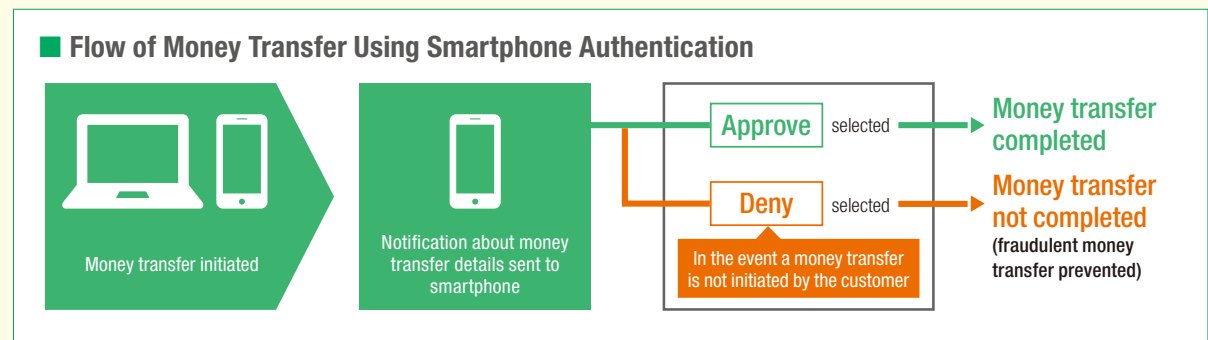 Flow of Money Transfer Using Smartphone Authentication
Money transfer initiated
Notification about money
transfer details sent to
smartphone
Approve selected
Money transfer
completed
Deny selected
In the event a money transfer
is not initiated by the customer
Money transfer
not completed
(fraudulent money
transfer prevented)